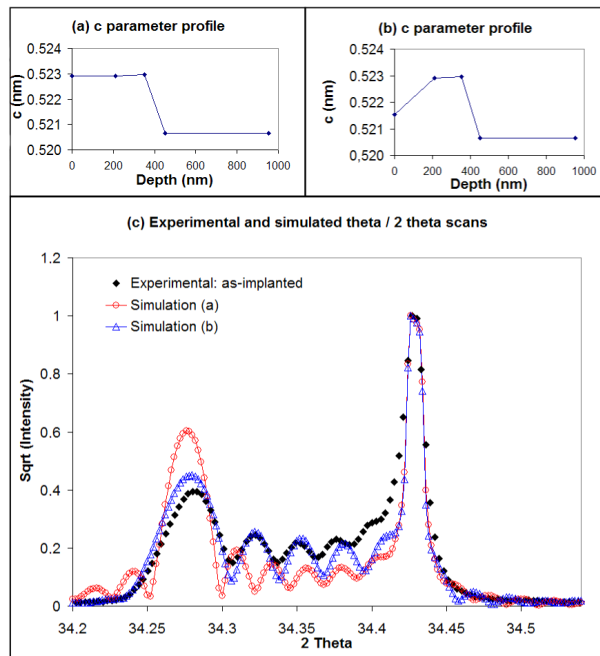 (a) c parameter profile
0.524
0.523
0.522
0.521
0.520
c (nm)
0 200 400 600 800 1000
Depth (nm)
(b) c parameter profile
0.524
0.523
0.522
0,521
0,520
c (nm)
0 200 400 600 800 1000
Depth (nm)
(c) Experimental and simulated theta / 2 theta scans
1.2
1
0.8
0.6
0.4
0.2
0
Sqrt (Intensity)
Experimental: as-implanted
Simulation (a)
Simulation (b)
34.2 34.25 34.3 34.35 34.4 34.45 34.5
2 Theta